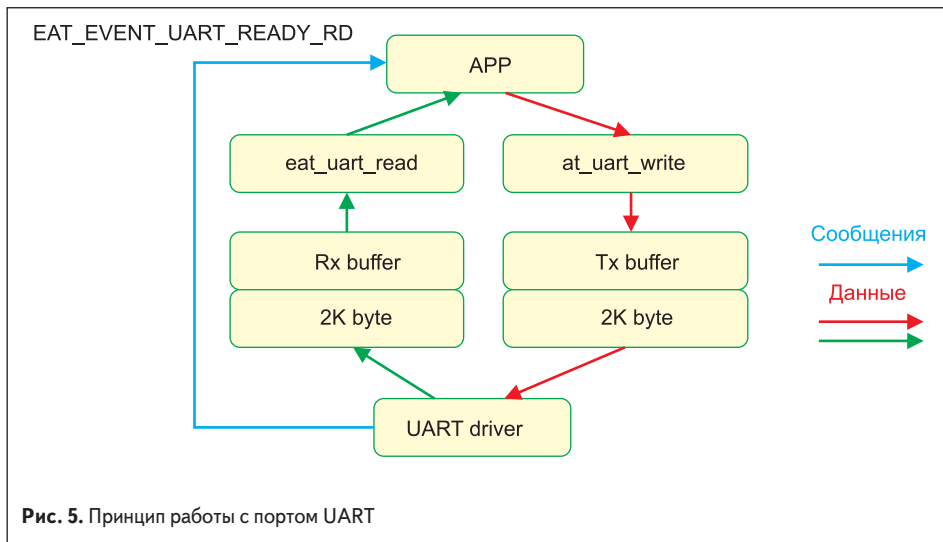 EAT_EVENT_UART_READY_RD
APP
eat_uart_read
at_uart_write
Rx buffer
Tx buffer
2K byte
2K byte
UART driver
Сообщения
Данные
Рис. 5. Принцип работы с портом UART